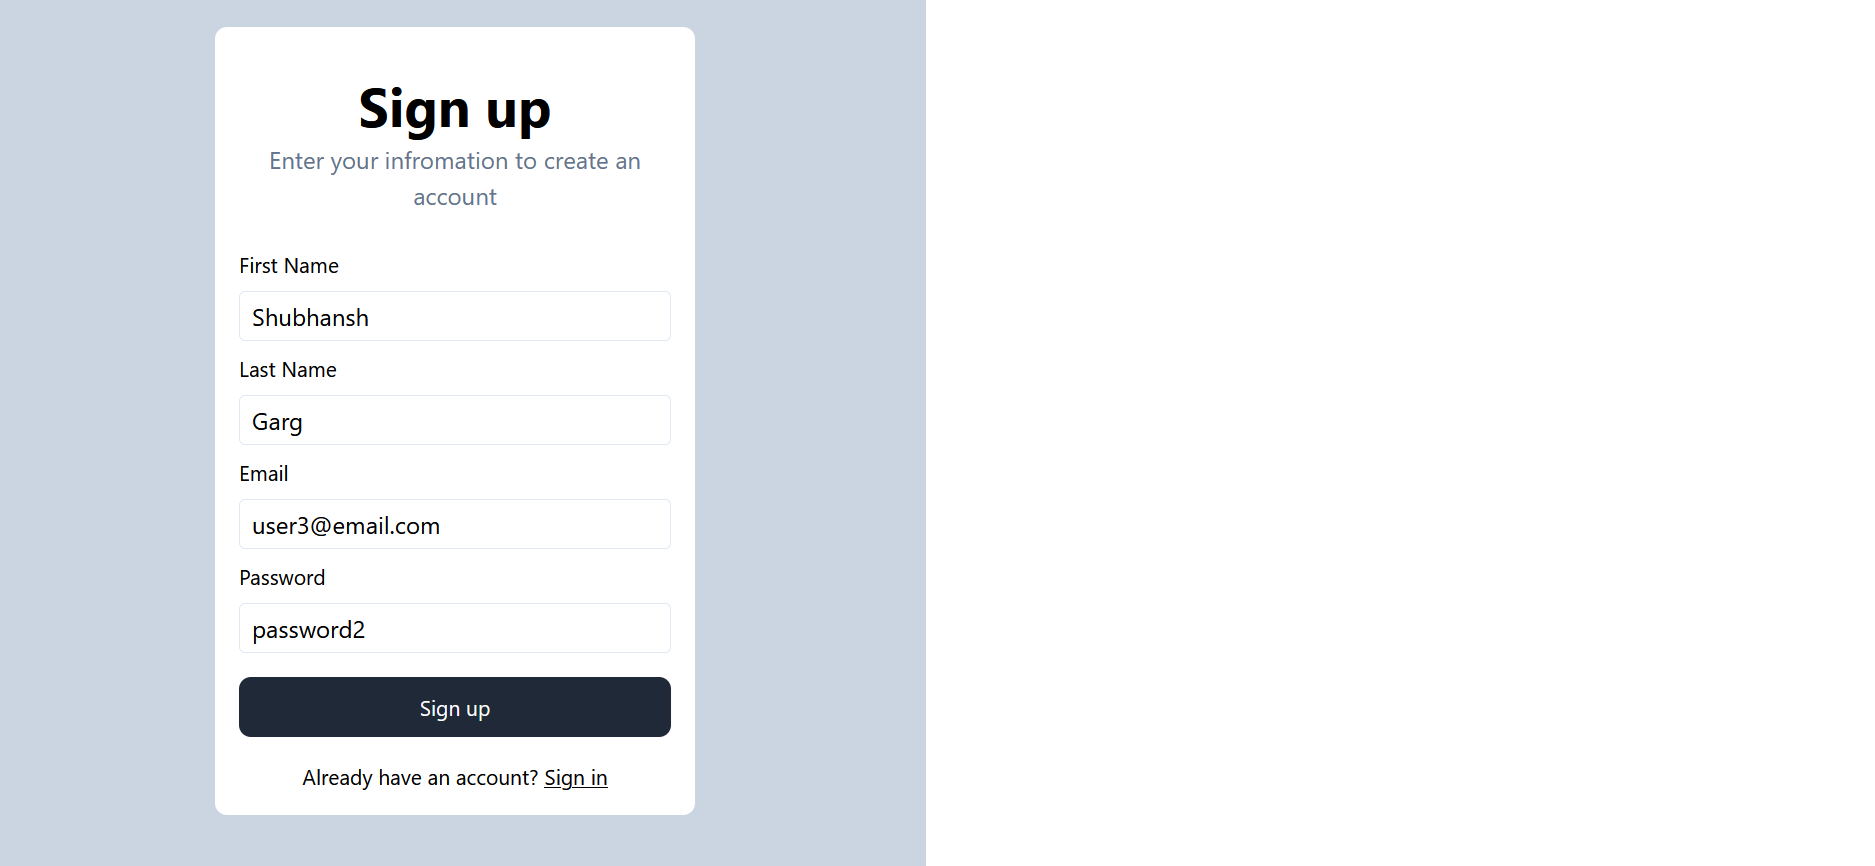 Sign up
Enter your infromation to create an
account
First Name
Shubhansh
Last Name
Garg
Email
user3@email.com
Password
password2
Sign up
Already have an account? Sign in